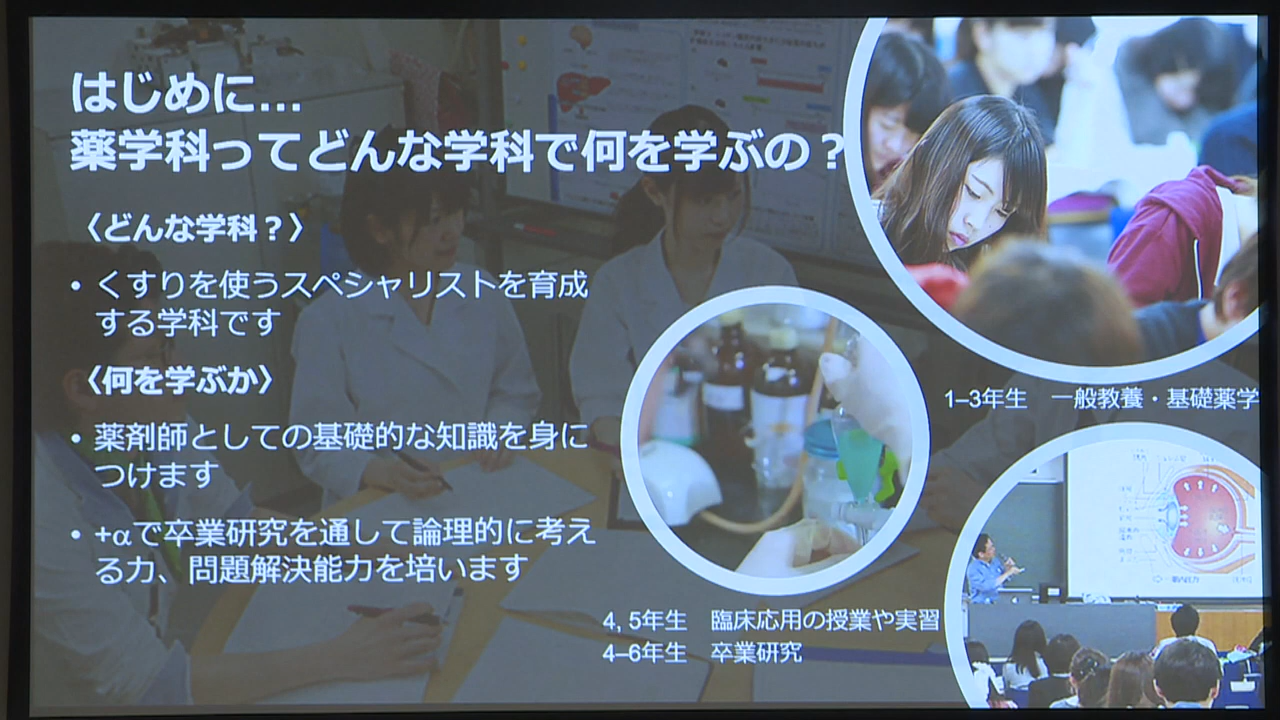 はじめに…
薬学科ってどんな学科で何を学ぶの？
〈どんな学科？〉
• くすりを使うスペシャリストを育成
する学科です
〈何を学ぶか〉
• 薬剤師としての基礎的な知識を身に
つけます
• +αで卒業研究を通して論理的に考え
る力、問題解決能力を培います
1–3年生 一般教養・基礎薬学
4, 5年生 臨床応用の授業や実習
4–6年生 卒業研究